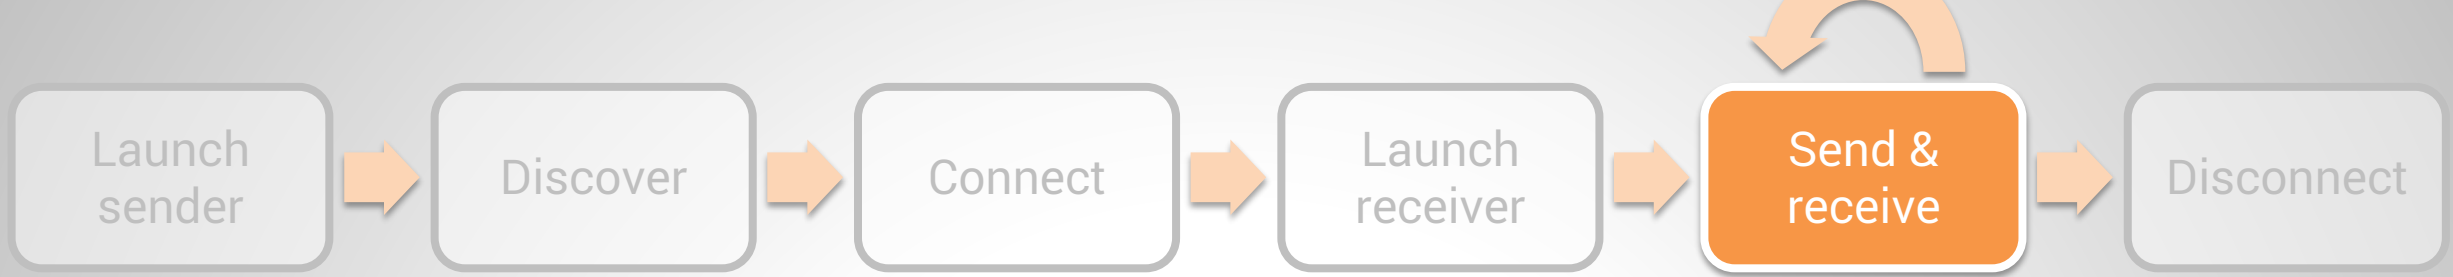 Launch
sender
Discover
Connect
Launch
receiver
Send &
receive
Disconnect